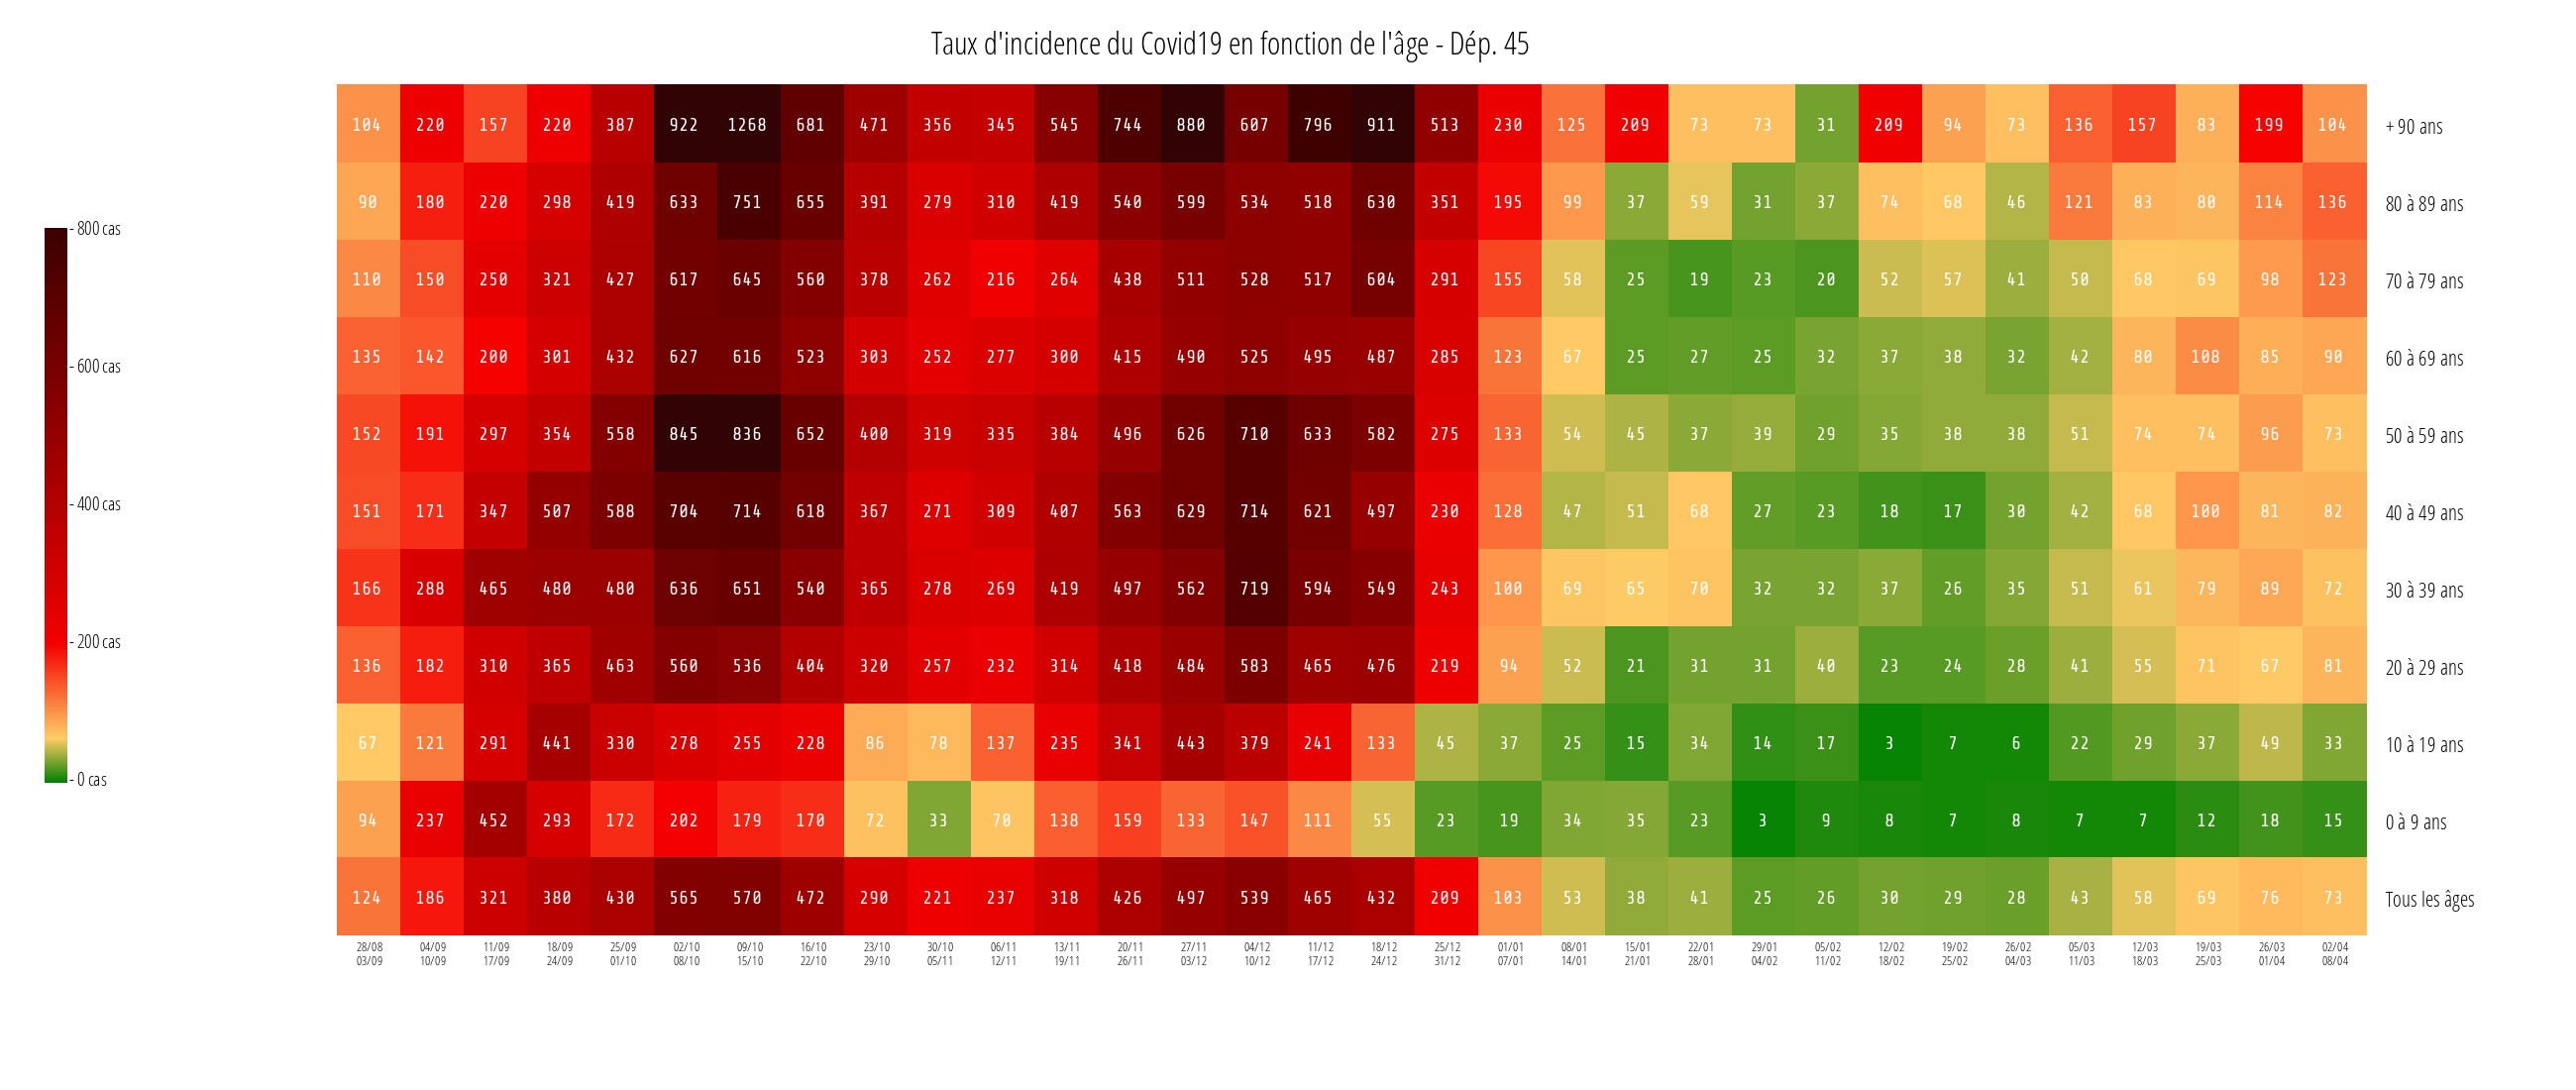 Taux d'incidence du Covid19 en fonction de l'âge - Dép. 45
- 800 cas
- 600 cas
- 400 cas
- 200 cas
- 0 cas
104 220 157 220 387 922 1268 681 471 356 345 545 744 880 607 796 911 513 230 125 209 73 73 31 209 94 73 136 157 83 199 104 + 90 ans
90 180 220 298 419 633 751 655 391 279 310 419 540 599 534 518 630 351 195 99 37 59 31 37 74 68 46 121 83 80 114 136 80 à 89 ans
110 150 250 321 427 617 645 560 378 262 216 264 438 511 528 517 604 291 155 58 25 19 23 20 52 57 41 50 68 69 98 123 70 à 79 ans
135 142 200 301 432 627 616 523 303 252 277 300 415 490 525 495 487 285 123 67 25 27 25 32 37 38 32 42 80 108 85 90 60 à 69 ans
152 191 297 354 558 845 836 652 400 319 335 384 496 626 710 633 582 275 133 54 45 37 39 29 35 38 38 51 74 74 96 73 50 à 59 ans
151 171 347 507 588 704 714 618 367 271 309 407 563 629 714 621 497 230 128 47 51 68 27 23 18 17 30 42 68 100 81 82 40 à 49 ans
166 288 465 480 480 636 651 540 365 278 269 419 497 562 719 594 549 243 100 69 65 70 32 32 37 26 35 51 61 79 89 72 30 à 39 ans
136 182 310 365 463 560 536 404 320 257 232 314 418 484 583 465 476 219 94 52 21 31 31 40 23 24 28 41 55 71 67 81 20 à 29 ans
67 121 291 441 330 278 255 228 86 78 137 235 341 443 379 241 133 45 37 25 15 34 14 17 3 7 6 22 29 37 49 33 10 à 19 ans
94 237 452 293 172 202 179 170 72 33 70 138 159 133 147 111 55 23 19 34 35 23 3 9 8 7 8 7 7 12 18 15 0 à 9 ans
124 186 321 380 430 565 570 472 290 221 237 318 426 497 539 465 432 209 103 53 38 41 25 26 30 29 28 43 58 69 76 73 Tous les âges
28/08 04/09 11/09 18/09 25/09 02/10 09/10 16/10 23/10 30/10 06/11 13/11 20/11 27/11 04/12 11/12 18/12 25/12 01/01 08/01 15/01 22/01 29/01 05/02 12/02 19/02 26/02 05/03 12/03 19/03 26/03 02/04
03/09 10/09 17/09 24/09 01/10 08/10 15/10 22/10 29/10 05/11 12/11 19/11 26/11 03/12 10/12 17/12 24/12 31/12 07/01 14/01 21/01 28/01 04/02 11/02 18/02 25/02 04/03 11/03 18/03 25/03 01/04 08/04